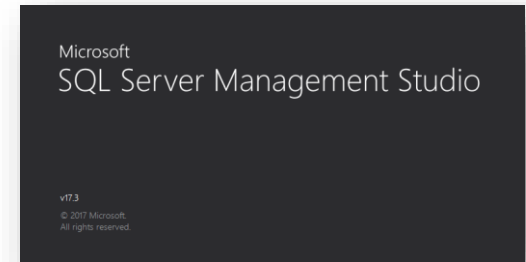 Microsoft
SQL Server Management Studio
v17.3
© 2017 Microsoft.
All rights reserved.